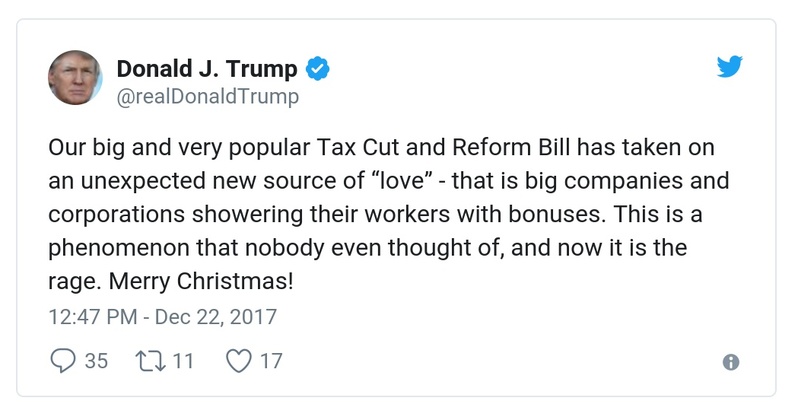 Donald J. Trump
@realDonaldTrump
Our big and very popular Tax Cut and Reform Bill has taken on
an unexpected new source of “love” - that is big companies and
corporations showering their workers with bonuses. This is a
phenomenon that nobody even thought of, and now it is the
rage. Merry Christmas!
12:47 PM - Dec 22, 2017
35 11 17